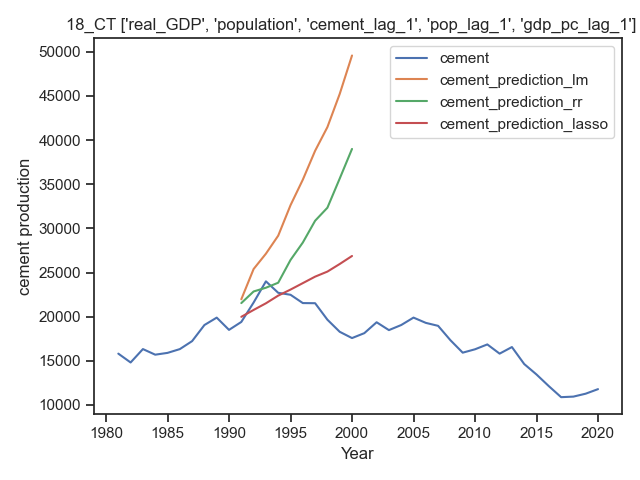 18_CT ['real_GDP', 'population', 'cement_lag_1', 'pop_lag_1', 'gdp_pc_lag_1']
cement
cement_prediction_lm
cement_prediction_rr
cement_prediction_lasso
50000
45000
40000
35000
30000
25000
20000
15000
10000
cement production
1980
1985
1990
1995
2000
2005
2010
2015
2020
Year